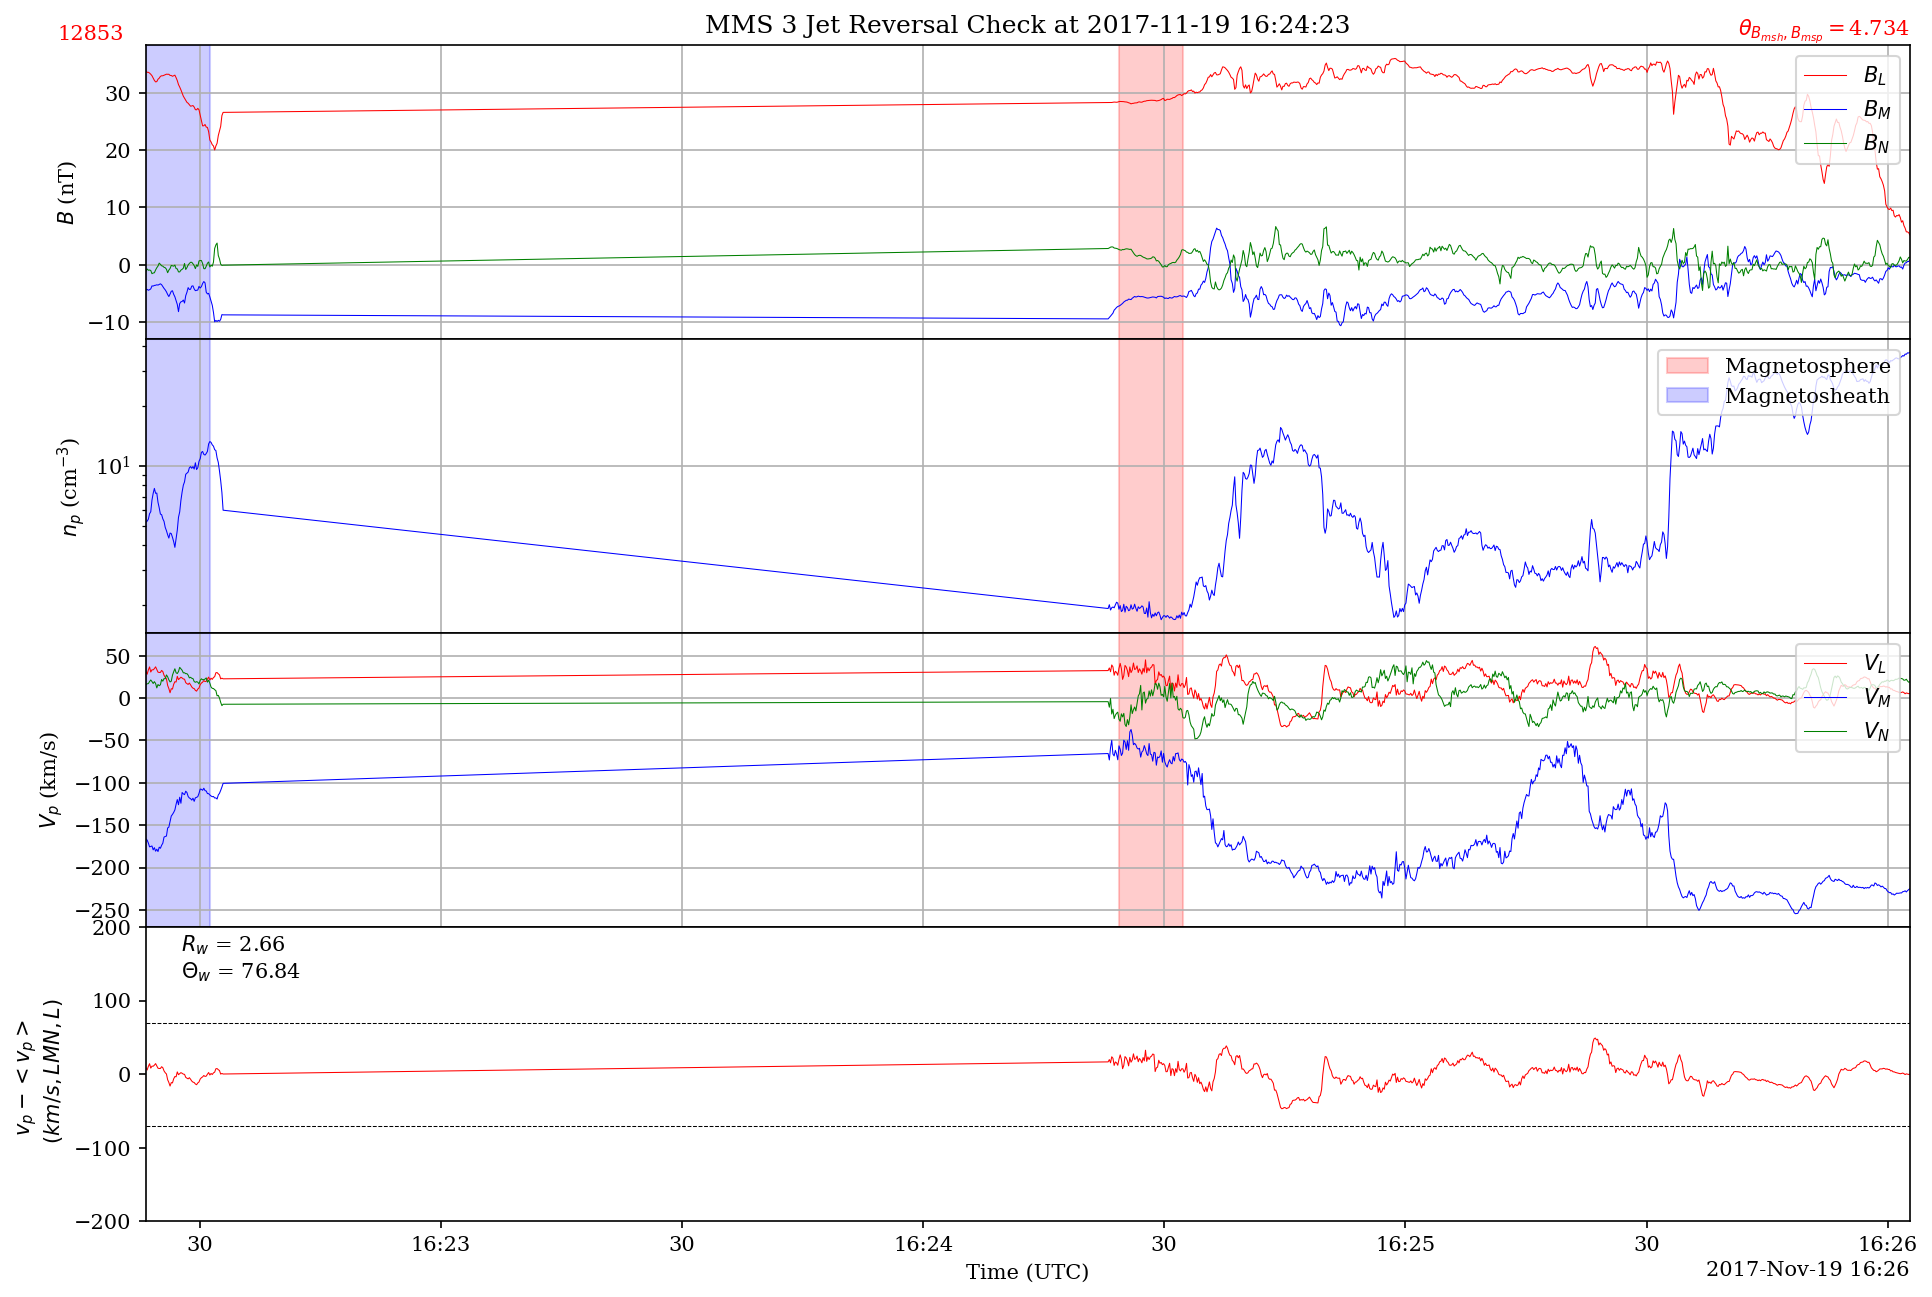 12853
MMS 3 Jet Reversal Check at 2017-11-19 16:24:23
θ_{B_{msh}, B_{msp}} = 4.734
B (nT)
30
20
10
0
−10
B_L
B_M
B_N
n_p (cm^{−3})
10^1
Magnetosphere
Magnetosheath
V_p (km/s)
50
0
−50
−100
−150
−200
−250
V_L
V_M
V_N
v_p − < v_p >
(km/s, LMN, L)
200
100
0
−100
−200
R_w = 2.66
Θ_w = 76.84
30 16:23 30 16:24 30 16:25 30 16:26
Time (UTC)
2017-Nov-19 16:26